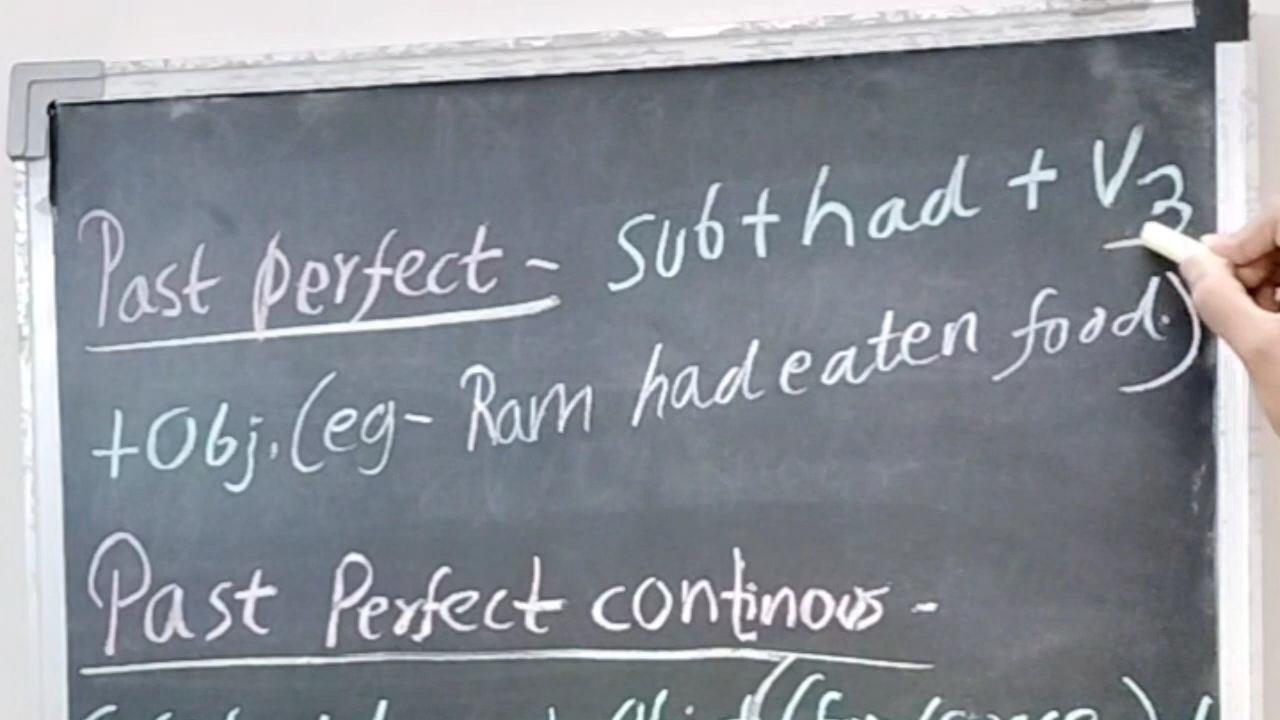 Past perfect - Sub + had + V3
+ Obj. (eg- Ram had eaten food.)
Past Perfect continous -